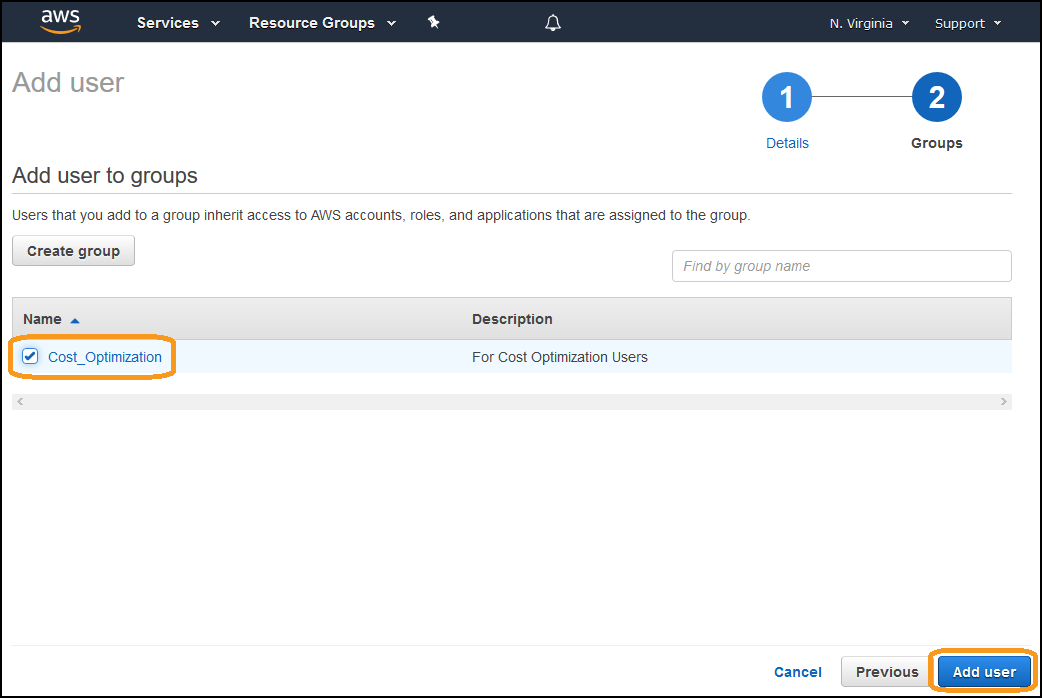 aws Services Resource Groups N. Virginia Support
Add user
1 2
Details Groups
Add user to groups
Users that you add to a group inherit access to AWS accounts, roles, and applications that are assigned to the group.
Create group
Find by group name
Name Description
Cost_Optimization For Cost Optimization Users
Cancel Previous Add user